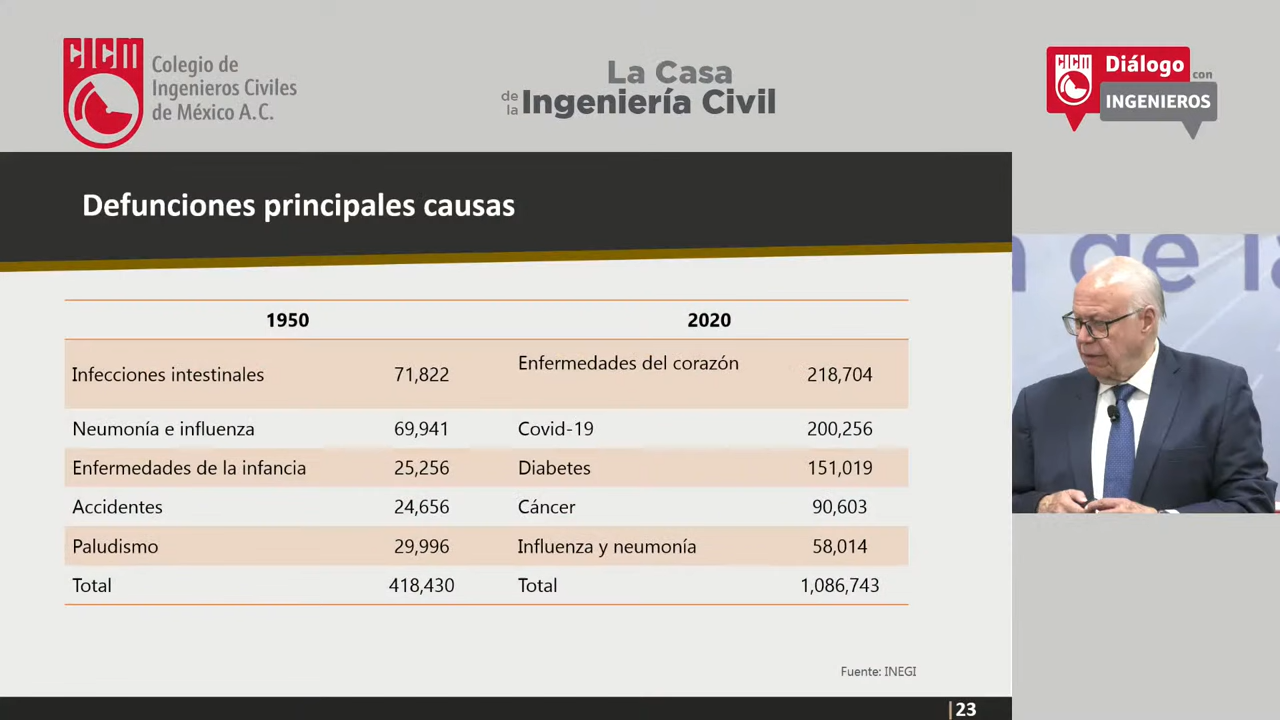 CICM
Colegio de
Ingenieros Civiles
de México A.C.
La Casa
de la Ingeniería Civil
CICM
Diálogo con
INGENIEROS
Defunciones principales causas
1950 2020
Infecciones intestinales 71,822 Enfermedades del corazón 218,704
Neumonía e influenza 69,941 Covid-19 200,256
Enfermedades de la infancia 25,256 Diabetes 151,019
Accidentes 24,656 Cáncer 90,603
Paludismo 29,996 Influenza y neumonía 58,014
Total 418,430 Total 1,086,743
Fuente: INEGI
|23
de la